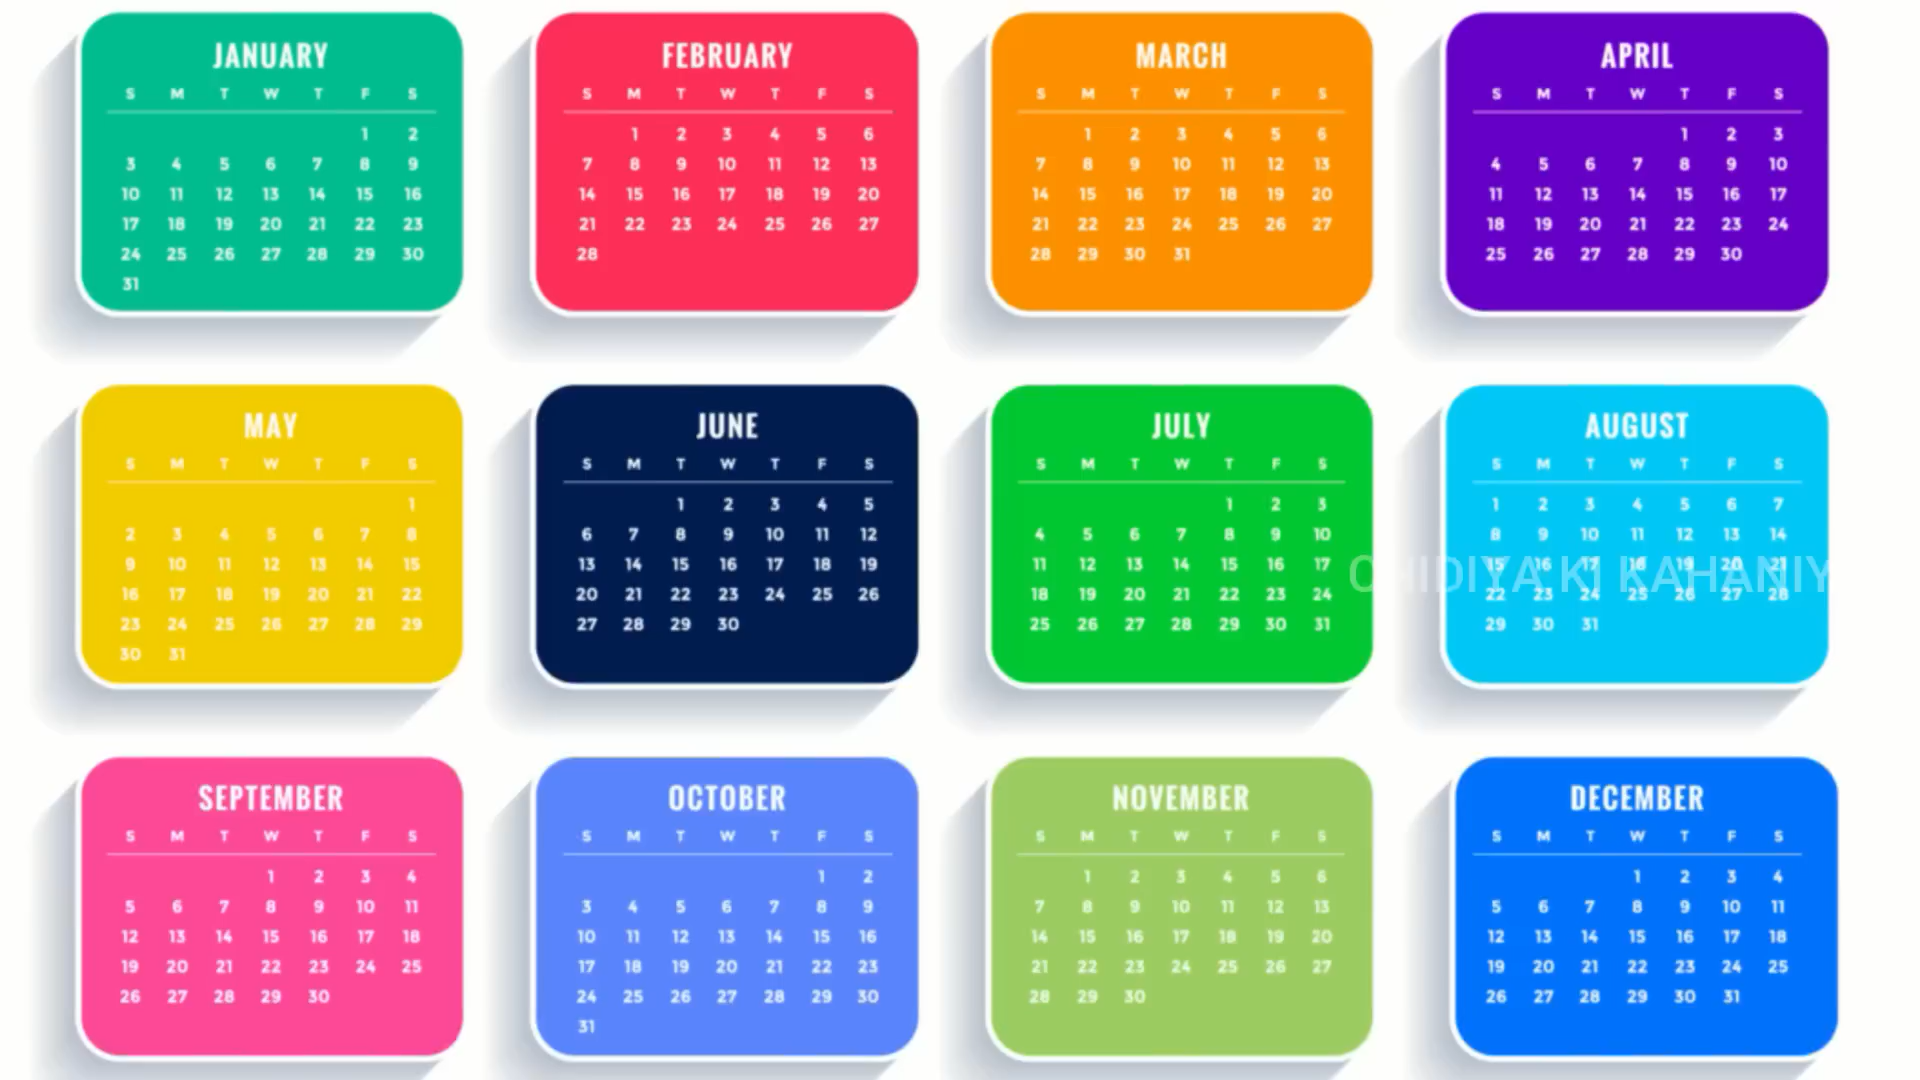 JANUARY
S M T W T F S
1 2
3 4 5 6 7 8 9
10 11 12 13 14 15 16
17 18 19 20 21 22 23
24 25 26 27 28 29 30
31
FEBRUARY
S M T W T F S
1 2 3 4 5 6
7 8 9 10 11 12 13
14 15 16 17 18 19 20
21 22 23 24 25 26 27
28
MARCH
S M T W T F S
1 2 3 4 5 6
7 8 9 10 11 12 13
14 15 16 17 18 19 20
21 22 23 24 25 26 27
28 29 30 31
APRIL
S M T W T F S
1 2 3
4 5 6 7 8 9 10
11 12 13 14 15 16 17
18 19 20 21 22 23 24
25 26 27 28 29 30
MAY
S M T W T F S
1
2 3 4 5 6 7 8
9 10 11 12 13 14 15
16 17 18 19 20 21 22
23 24 25 26 27 28 29
30 31
JUNE
S M T W T F S
1 2 3 4 5
6 7 8 9 10 11 12
13 14 15 16 17 18 19
20 21 22 23 24 25 26
27 28 29 30
JULY
S M T W T F S
1 2 3
4 5 6 7 8 9 10
11 12 13 14 15 16 17
18 19 20 21 22 23 24
25 26 27 28 29 30 31
AUGUST
S M T W T F S
1 2 3 4 5 6 7
8 9 10 11 12 13 14
15 16 17 18 19 20 21
22 23 24 25 26 27 28
29 30 31
KI
SEPTEMBER
S M T W T F S
1 2 3 4
5 6 7 8 9 10 11
12 13 14 15 16 17 18
19 20 21 22 23 24 25
26 27 28 29 30
OCTOBER
S M T W T F S
1 2
3 4 5 6 7 8 9
10 11 12 13 14 15 16
17 18 19 20 21 22 23
24 25 26 27 28 29 30
31
NOVEMBER
S M T W T F S
1 2 3 4 5 6
7 8 9 10 11 12 13
14 15 16 17 18 19 20
21 22 23 24 25 26 27
28 29 30
DECEMBER
S M T W T F S
1 2 3 4
5 6 7 8 9 10 11
12 13 14 15 16 17 18
19 20 21 22 23 24 25
26 27 28 29 30 31